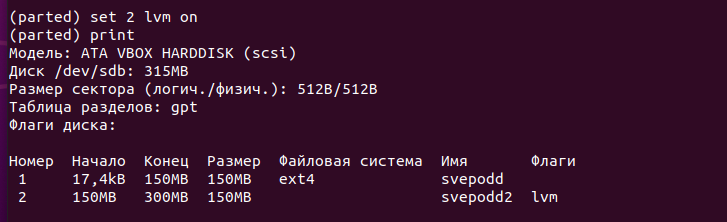 (parted) set 2 lvm on
(parted) print
Модель: ATA VBOX HARDDISK (scsi)
Диск /dev/sdb: 315MB
Размер сектора (логич./физич.): 512B/512B
Таблица разделов: gpt
Флаги диска:
Номер Начало Конец Размер Файловая система Имя Флаги
1 17,4kB 150MB 150MB ext4 svepodd
2 150MB 300MB 150MB svepodd2 lvm